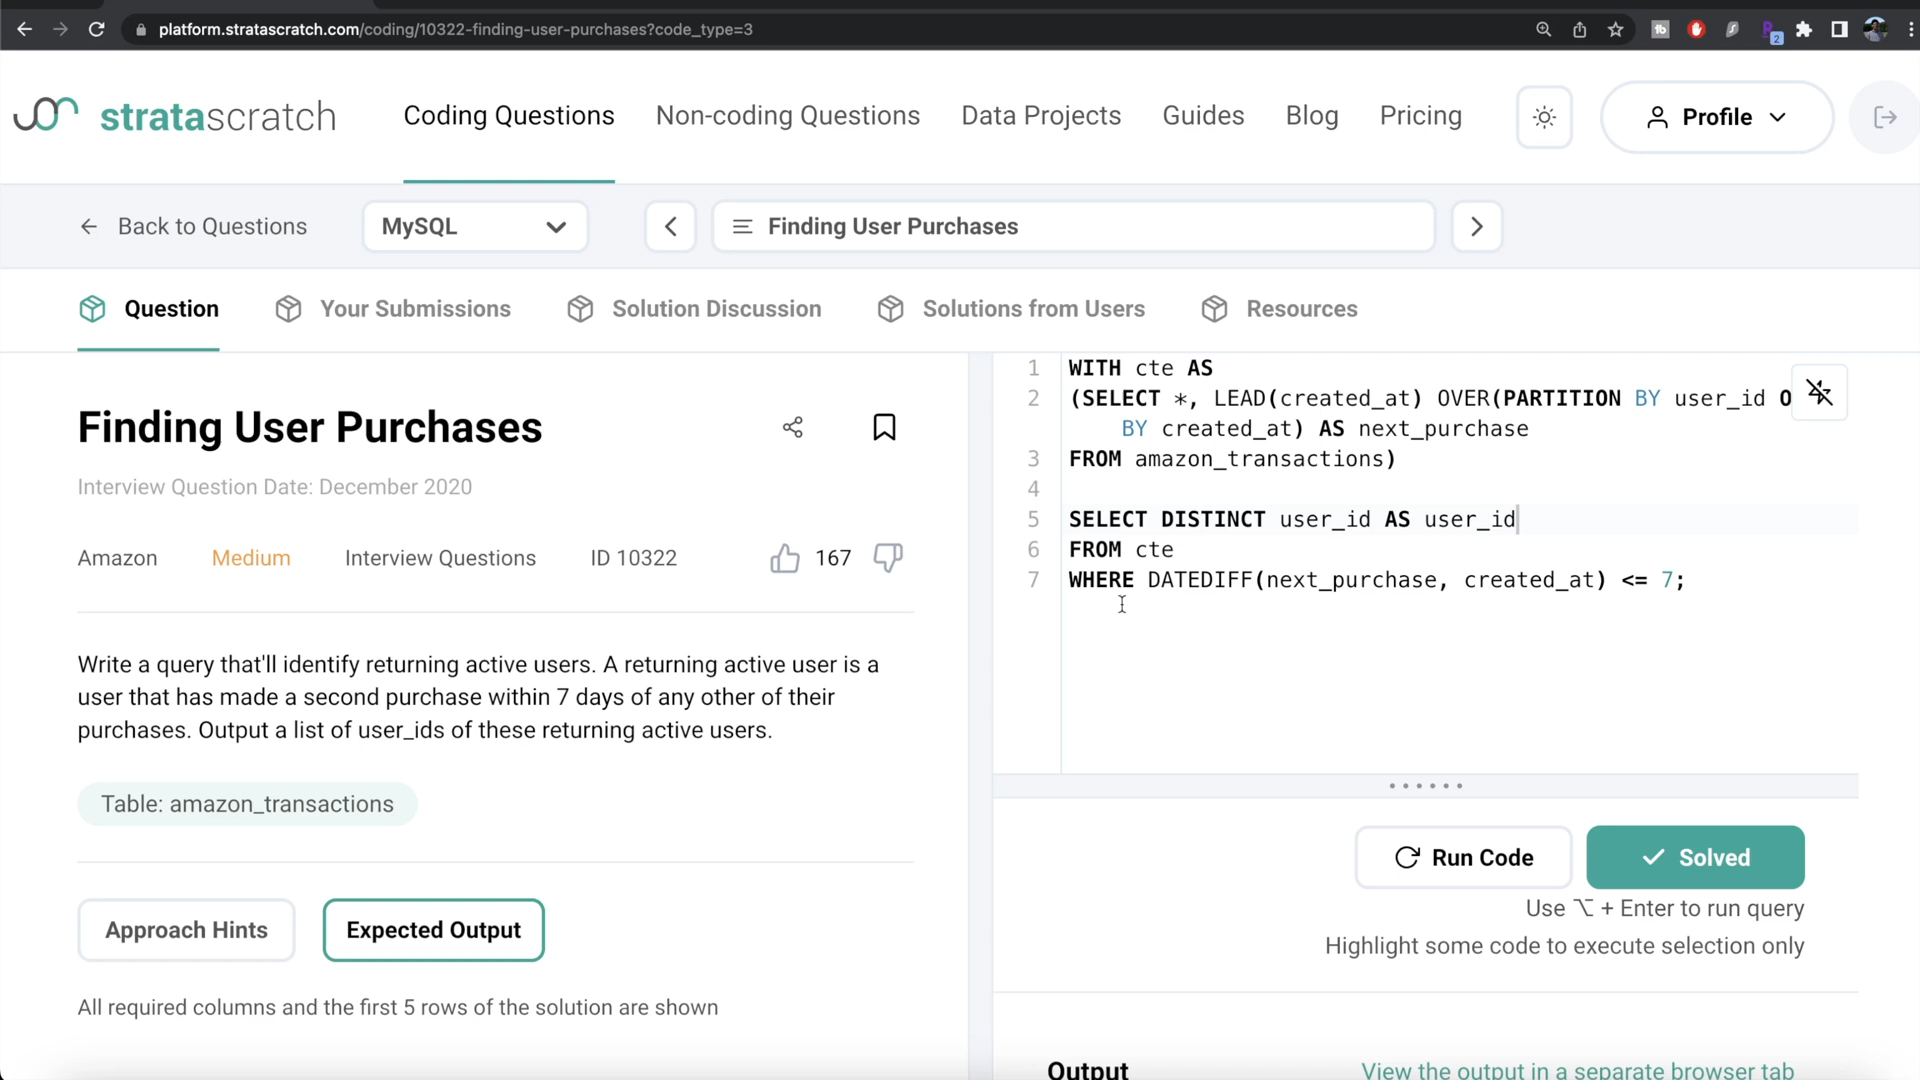 platform.stratascratch.com/coding/10322-finding-user-purchases?code_type=3
tb
2
stratascratch
Coding Questions
Non-coding Questions
Data Projects
Guides
Blog
Pricing
Profile
Back to Questions
MySQL
Finding User Purchases
Question
Your Submissions
Solution Discussion
Solutions from Users
Resources
Finding User Purchases
Interview Question Date: December 2020
Amazon
Medium
Interview Questions
ID 10322
167
Write a query that'll identify returning active users. A returning active user is a
user that has made a second purchase within 7 days of any other of their
purchases. Output a list of user_ids of these returning active users.
Table: amazon_transactions
Approach Hints
Expected Output
All required columns and the first 5 rows of the solution are shown
1 WITH cte AS
2 (SELECT *, LEAD(created_at) OVER(PARTITION BY user_id O
BY created_at) AS next_purchase
3 FROM amazon_transactions)
4
5 SELECT DISTINCT user_id AS user_id
6 FROM cte
7 WHERE DATEDIFF(next_purchase, created_at) <= 7;
Run Code
Solved
Use ⌥ + Enter to run query
Highlight some code to execute selection only
Output
View the output in a separate browser tab